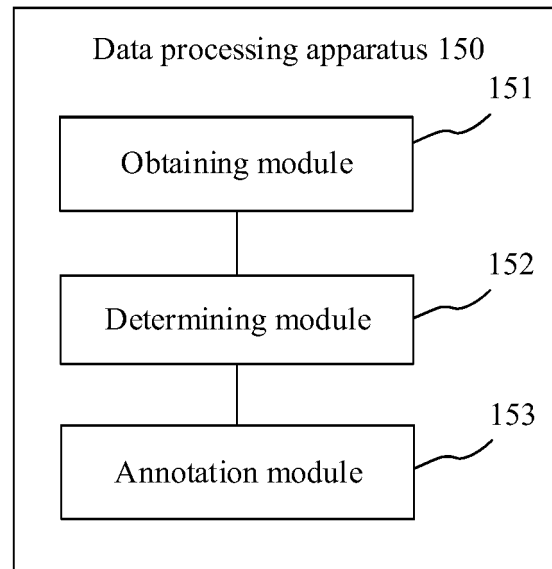 Data processing apparatus 150
151
Obtaining module
152
Determining module
153
Annotation module